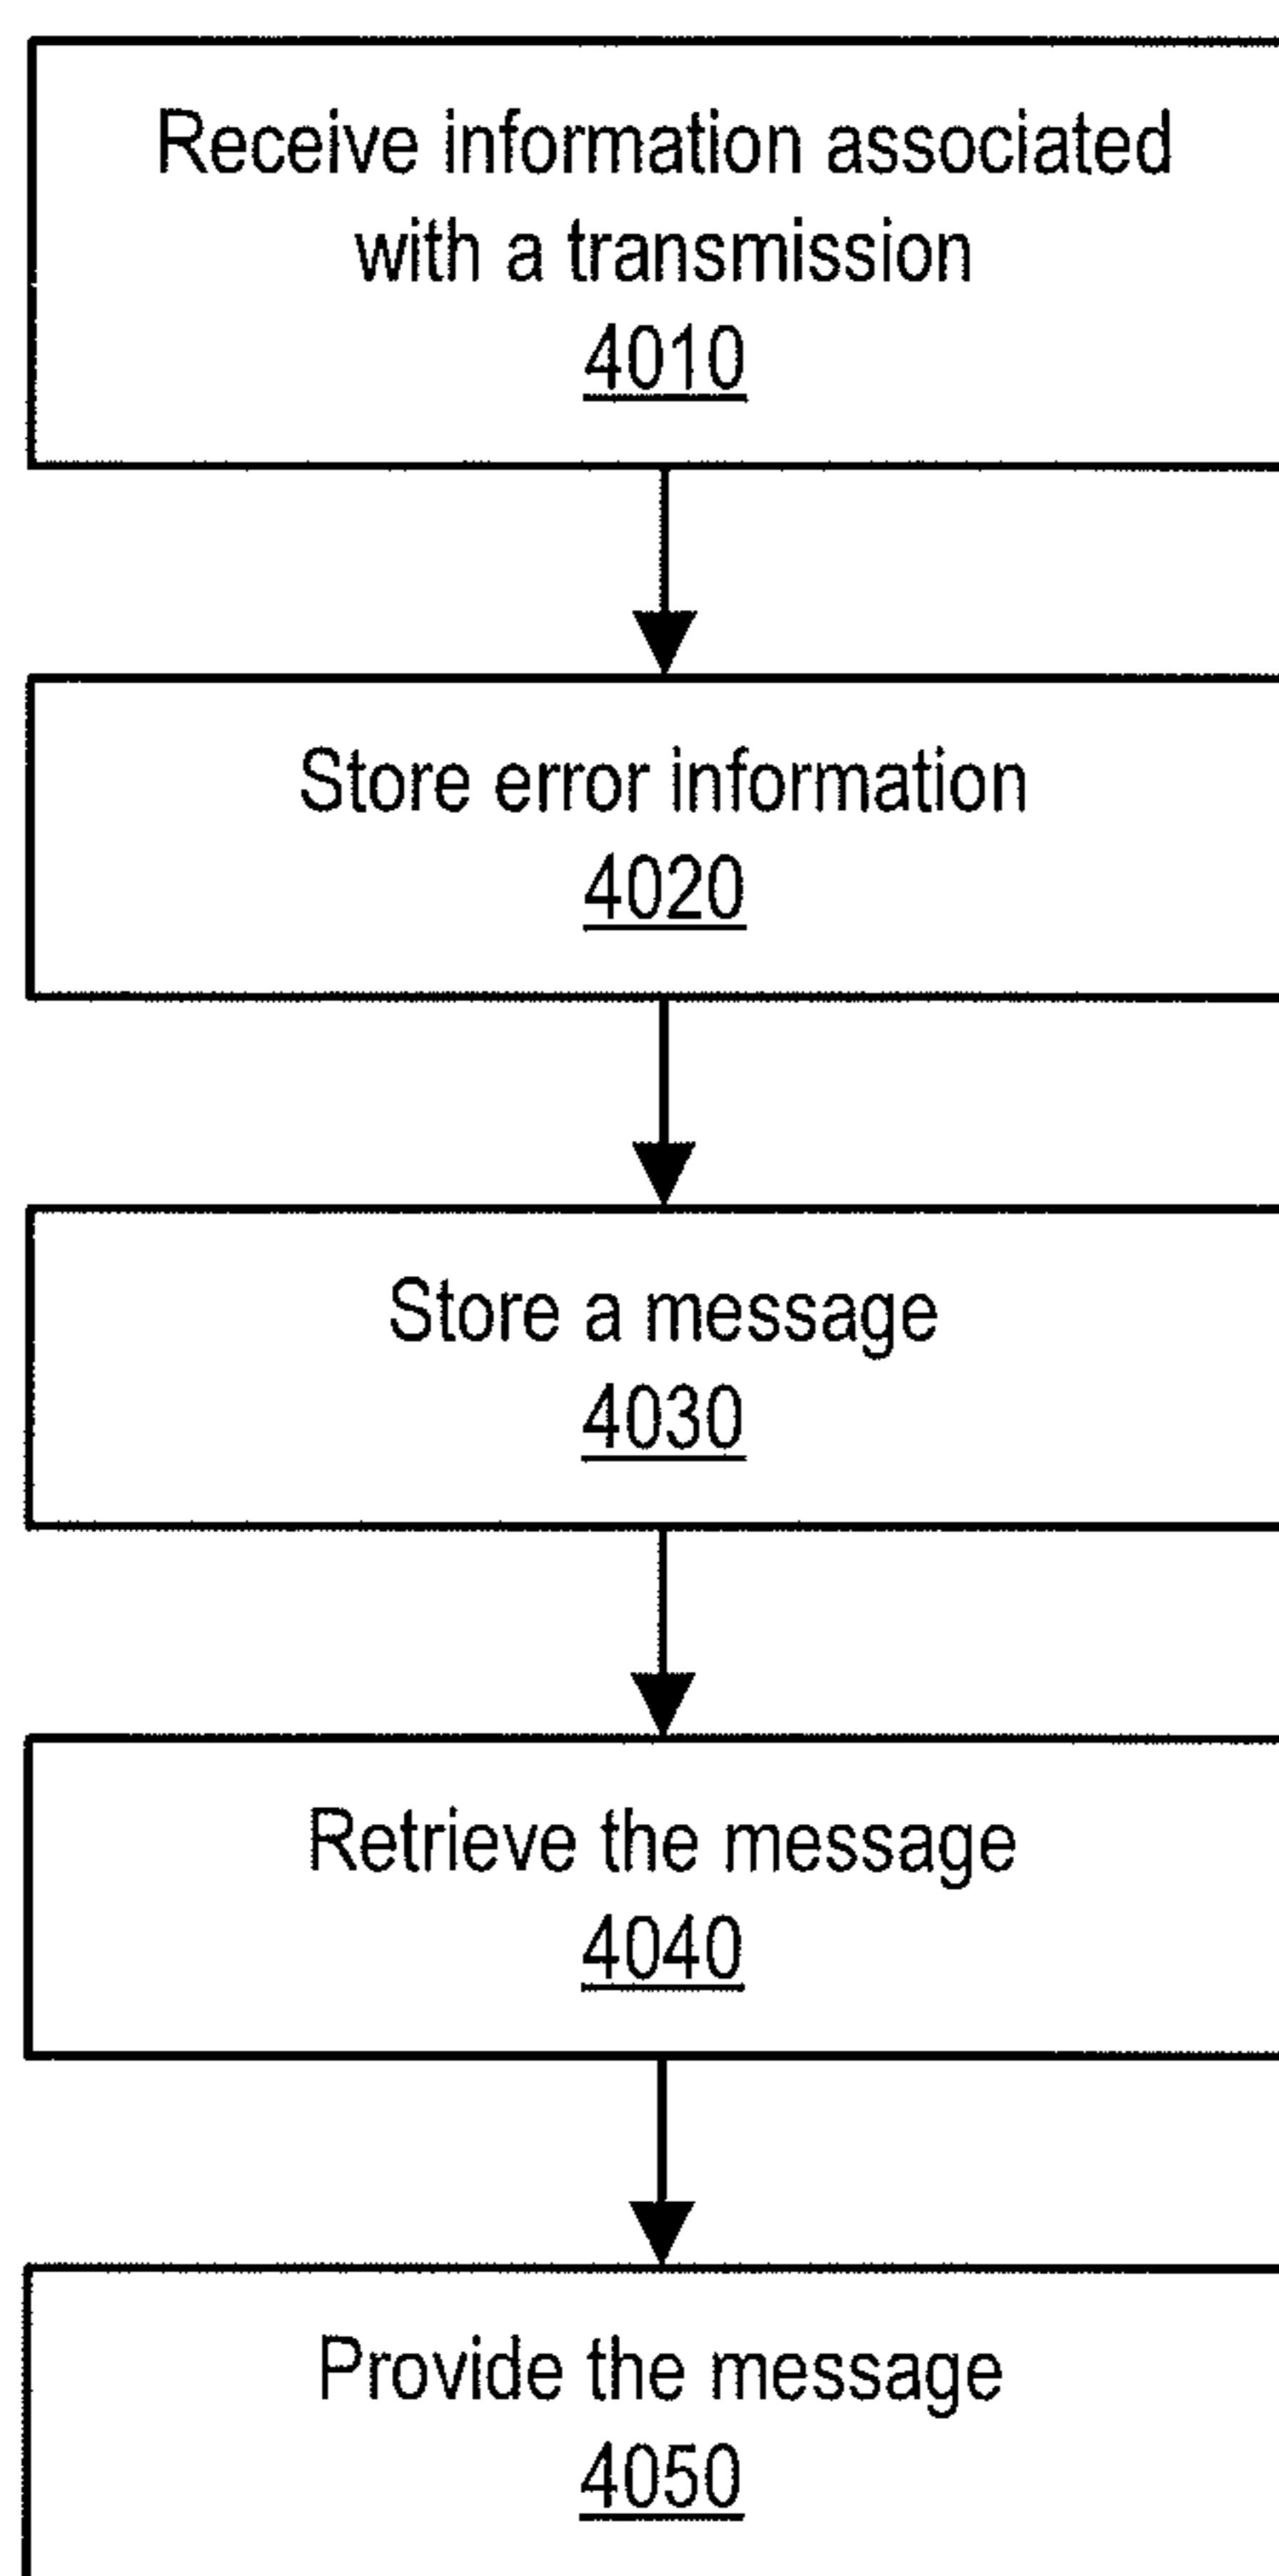 Receive information associated
with a transmission
4010
Store error information
4020
Store a message
4030
Retrieve the message
4040
Provide the message
4050